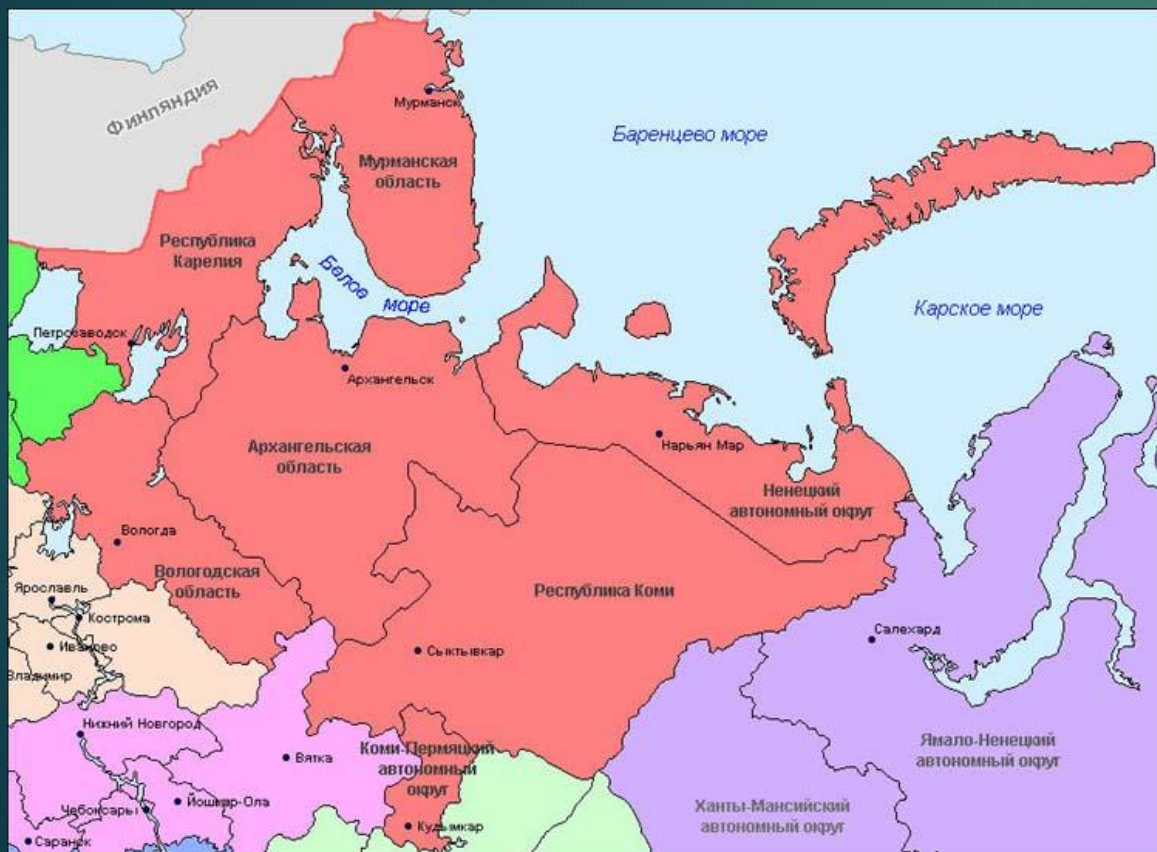 Финляндия
Мурманск
Баренцево море
Мурманская
область
Республика
Карелия
Белое море
Карское море
Петрозаводск
Архангельск
Архангельская
область
Нарьян Мар
Ненецкий
автономный округ
Вологда
Вологодская
область
Республика Коми
Ярославль
Кострома
Иваново
Владимир
Сыктывкар
Салехард
Нижний Новгород
Вятка
Коми-Пермяцкий
автономный
округ
Ямало-Ненецкий
автономный округ
Чебоксары
Йошкар-Ола
Ханты-Мансийский
автономный округ
Кудымкар
Саранск